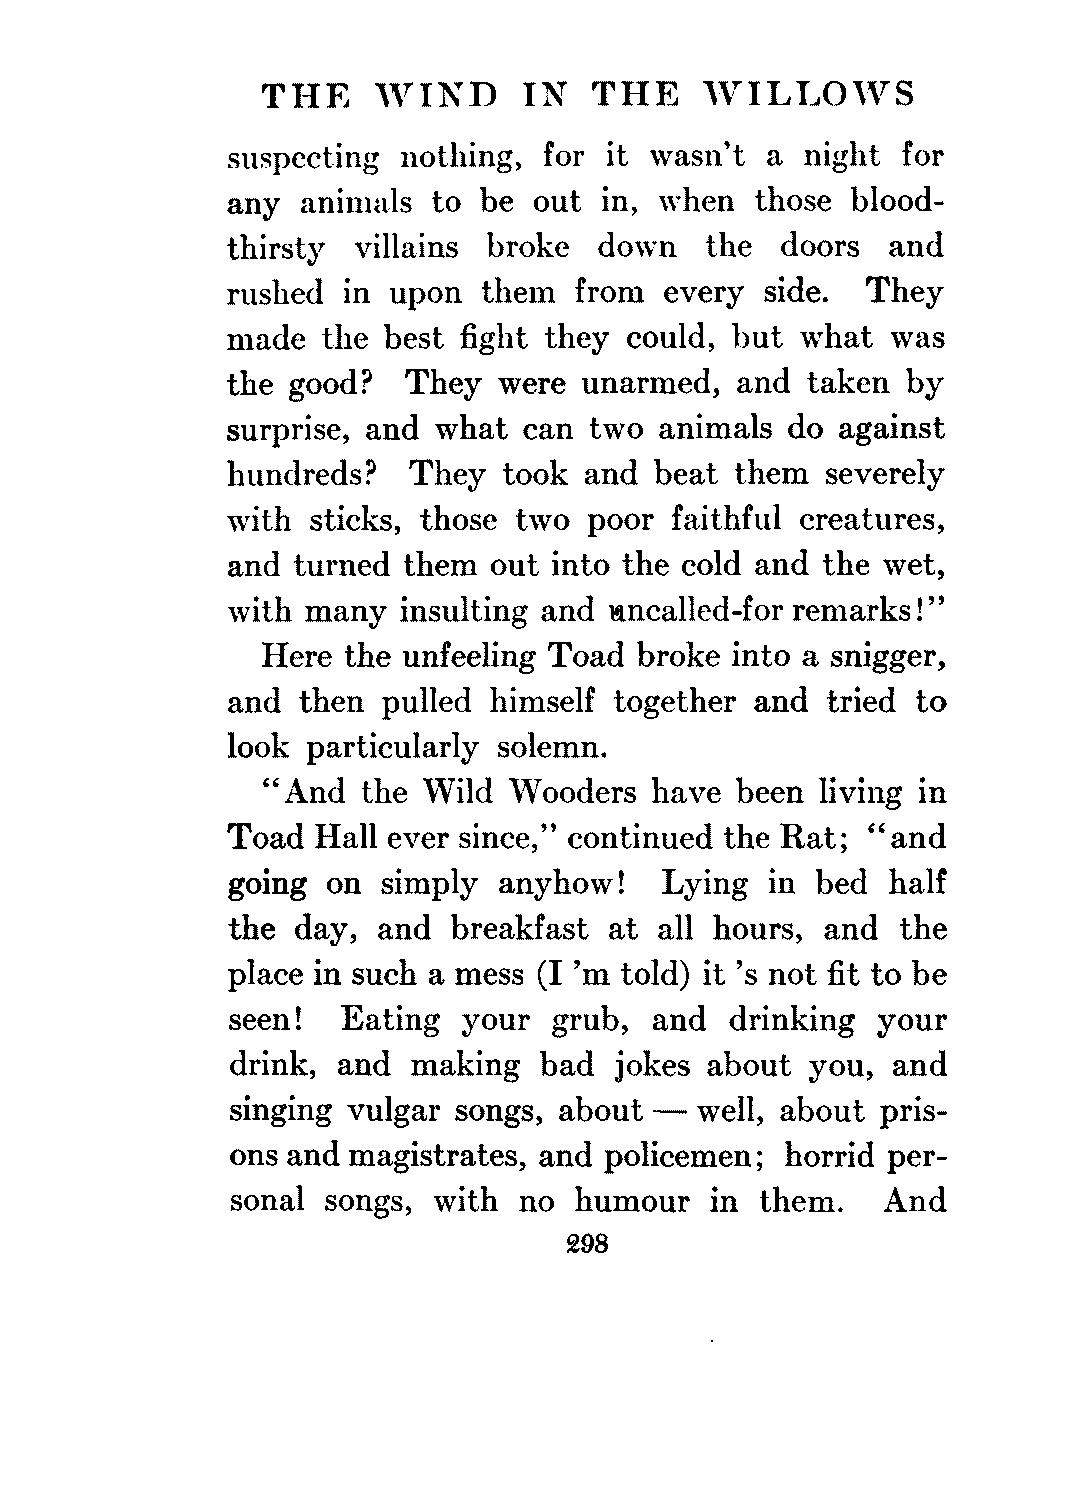 THE WIND IN THE WILLOWS
suspecting nothing, for it wasn't a night for
any animals to be out in, when those blood-
thirsty villains broke down the doors and
rushed in upon them from every side. They
made the best fight they could, but what was
the good? They were unarmed, and taken by
surprise, and what can two animals do against
hundreds? They took and beat them severely
with sticks, those two poor faithful creatures,
and turned them out into the cold and the wet,
with many insulting and uncalled-for remarks!"
Here the unfeeling Toad broke into a snigger,
and then pulled himself together and tried to
look particularly solemn.
"And the Wild Wooders have been living in
Toad Hall ever since," continued the Rat; "and
going on simply anyhow! Lying in bed half
the day, and breakfast at all hours, and the
place in such a mess (I 'm told) it 's not fit to be
seen! Eating your grub, and drinking your
drink, and making bad jokes about you, and
singing vulgar songs, about — well, about pris-
ons and magistrates, and policemen; horrid per-
sonal songs, with no humour in them. And
298